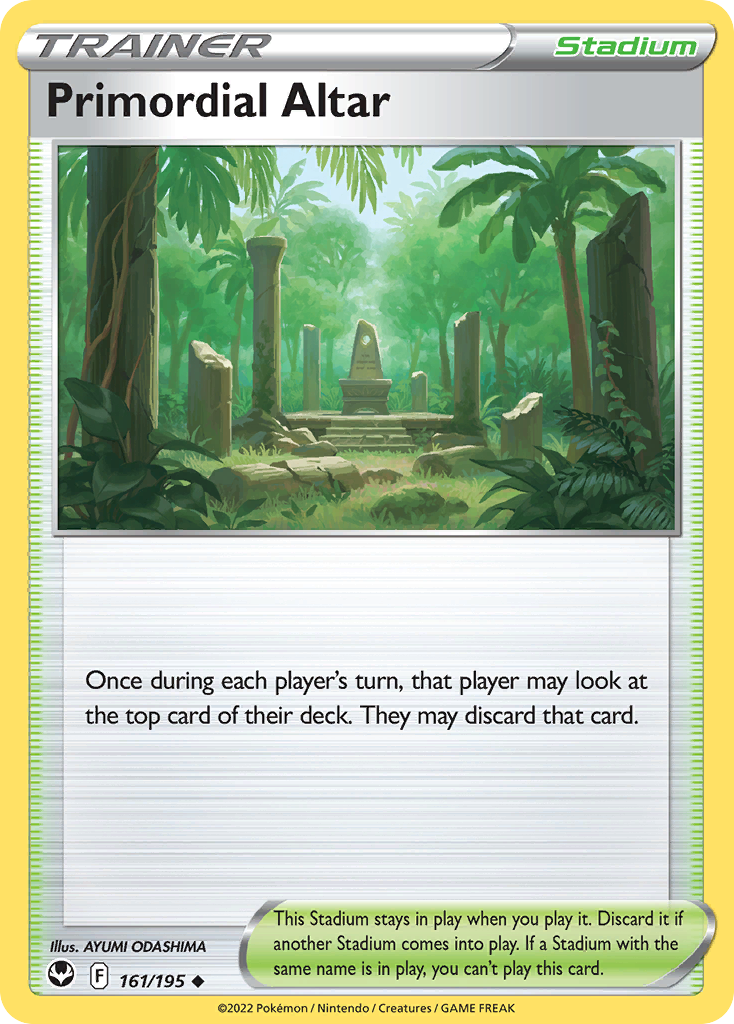 TRAINER
Stadium
Primordial Altar
Once during each player's turn, that player may look at
the top card of their deck. They may discard that card.
This Stadium stays in play when you play it. Discard it if
another Stadium comes into play. If a Stadium with the
same name is in play, you can't play this card.
Illus. AYUMI ODASHIMA
F
161/195 ◆
©2022 Pokémon / Nintendo / Creatures / GAME FREAK